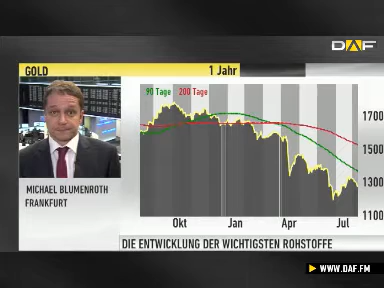 DAF
GOLD
1 Jahr
90 Tage
200 Tage
1700
1500
1300
1100
Okt
Jan
Apr
Jul
MICHAEL BLUMENROTH
FRANKFURT
DIE ENTWICKLUNG DER WICHTIGSTEN ROHSTOFFE
WWW.DAF.FM